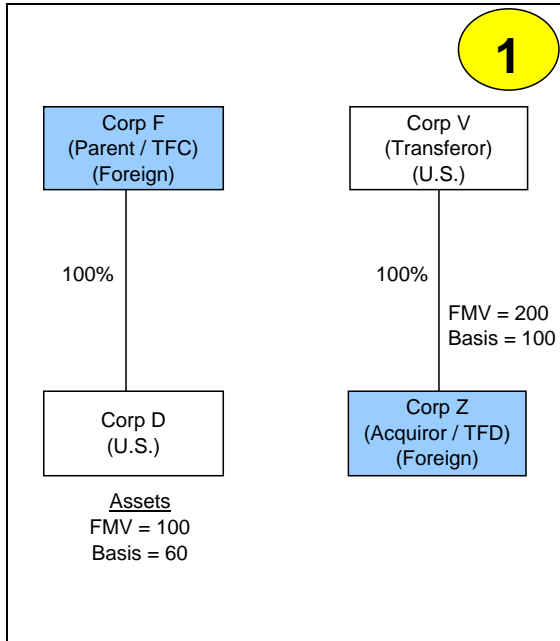 1
Corp F
(Parent / TFC)
(Foreign)
Corp V
(Transferor)
(U.S.)
100%
100%
FMV = 200
Basis = 100
Corp D
(U.S.)
Corp Z
(Acquiror / TFD)
(Foreign)
Assets
FMV = 100
Basis = 60